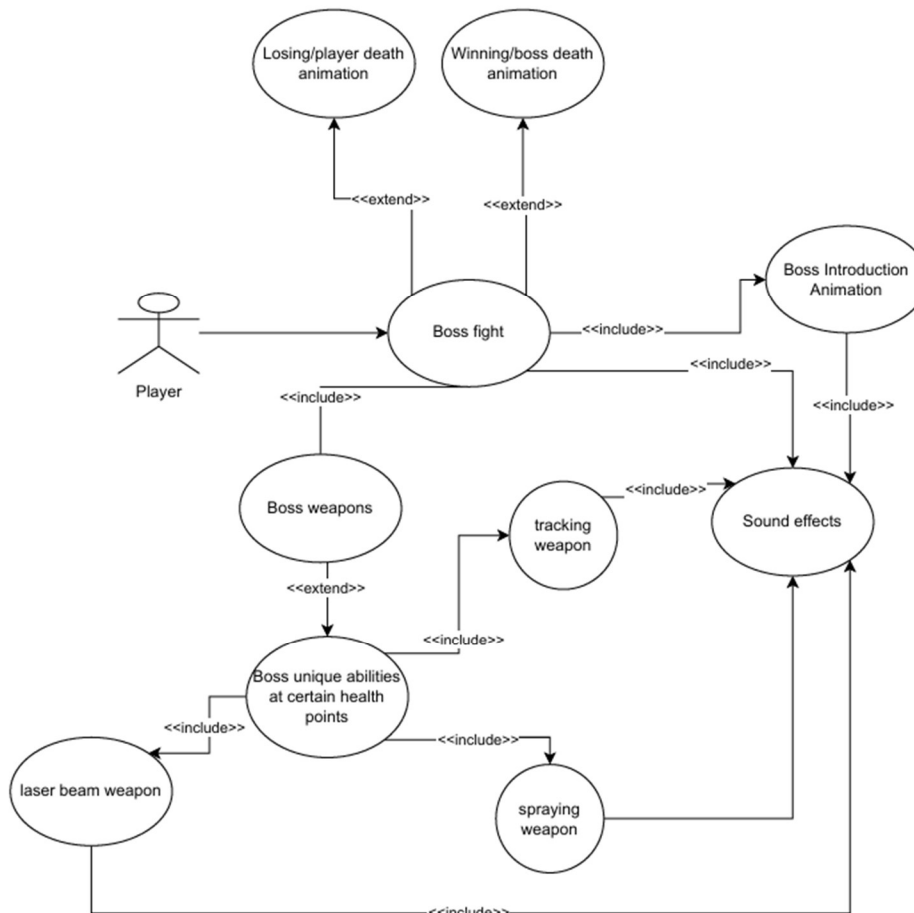 Losing/player death
animation
Winning/boss death
animation
<<extend>>
<<extend>>
Boss Introduction
Animation
Boss fight
<<include>>
Player
<<include>>
<<include>>
<<include>>
Boss weapons
tracking
weapon
<<include>>
Sound effects
<<extend>>
<<include>>
Boss unique abilities
at certain health
points
<<include>>
<<include>>
laser beam weapon
spraying
weapon
<<include>>